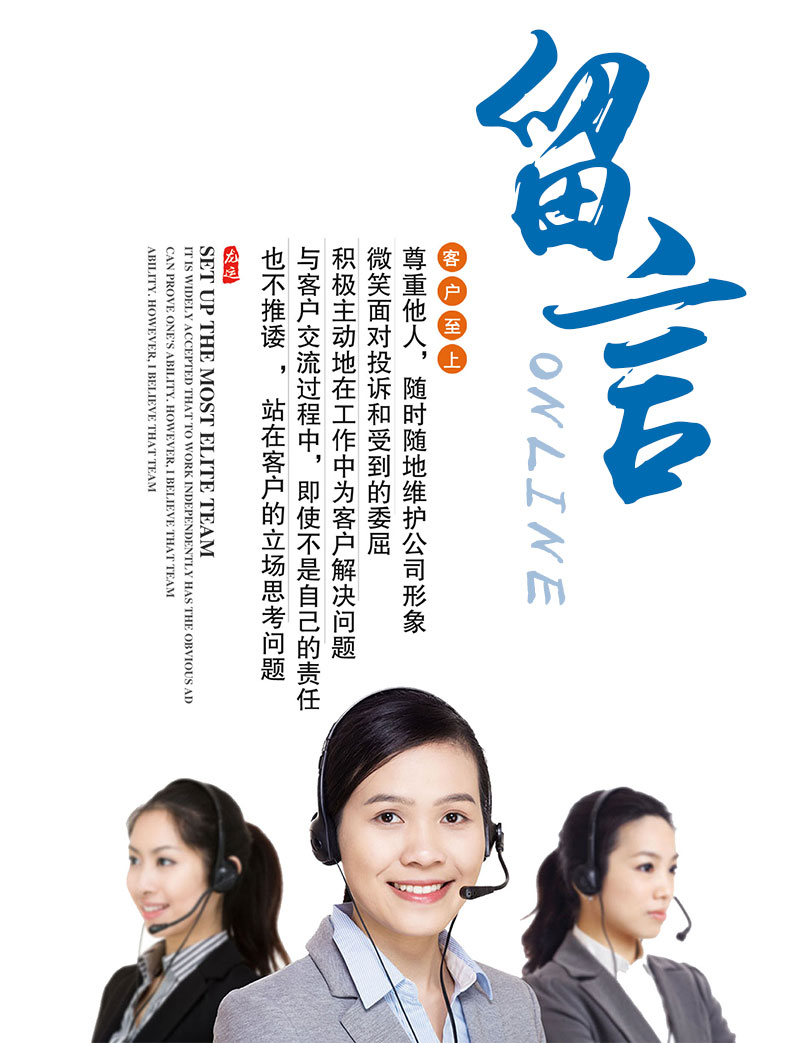 留言
ONLINE
客户至上
尊重他人，随时随地维护公司形象
微笑面对投诉和受到的委屈
积极主动地在工作中为客户解决问题
与客户交流过程中，即使不是自己的责任
也不推诿，站在客户的立场思考问题
龙运
SET UP THE MOST ELITE TEAM
IT IS WIDELY ACCEPTED THAT TO WORK INDEPENDENTLY HAS THE OBVIOUS AD
CAN PROVE ONE'S ABILITY. HOWEVER, I BELIEVE THAT TEAM
ABILITY. HOWEVER, I BELIEVE THAT TEAM